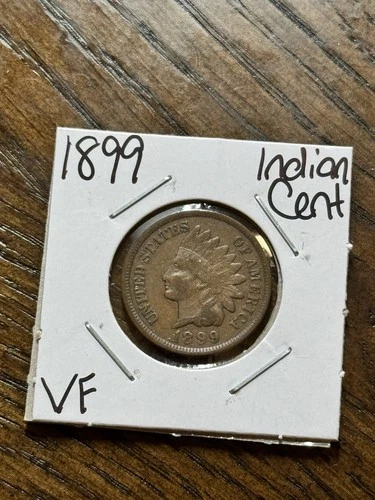 1899
Indian
Cent
UNITED STATES OF AMERICA
1899
VF